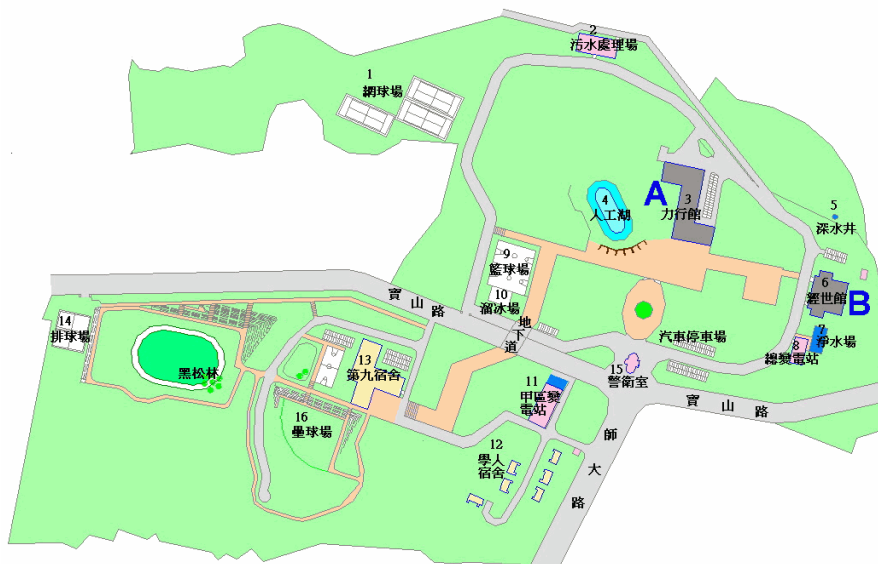 2
污水處理場
1
網球場
A
3
力行館
4
人工湖
5
深水井
9
籃球場
10
溜冰場
6
經世館
B
7
淨水場
8
總變電站
汽車停車場
寶山路
地下道
14
排球場
黑松林
13
第九宿舍
15
警衛室
11
甲區變
電站
寶山路
16
壘球場
12
學人
宿舍
師大路